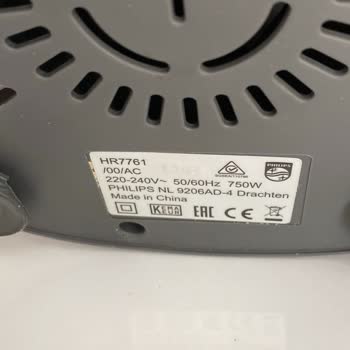 HR7761
/00/AC
220-240V~ 50/60Hz 750W
PHILIPS NL 9206AD-4 Drachten
Made in China
PHILIPS
KEMA EAC CE